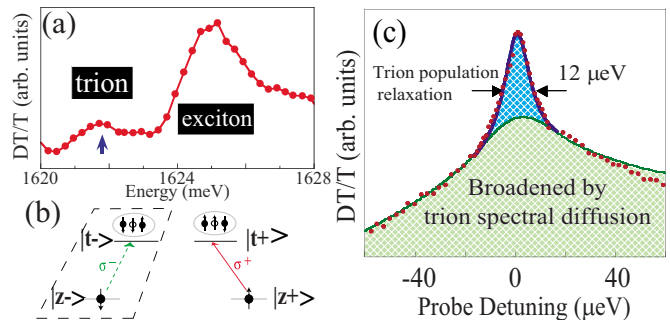 (a)
DT/T (arb. units)
trion
exciton
1620
1624
1628
Energy (meV)
(b)
|t->
|t+>
σ−
σ+
|z->
|z+>
(c)
DT/T (arb. units)
Trion population
relaxation
12 μeV
Broadened by
trion spectral diffusion
-40
0
40
Probe Detuning (μeV)